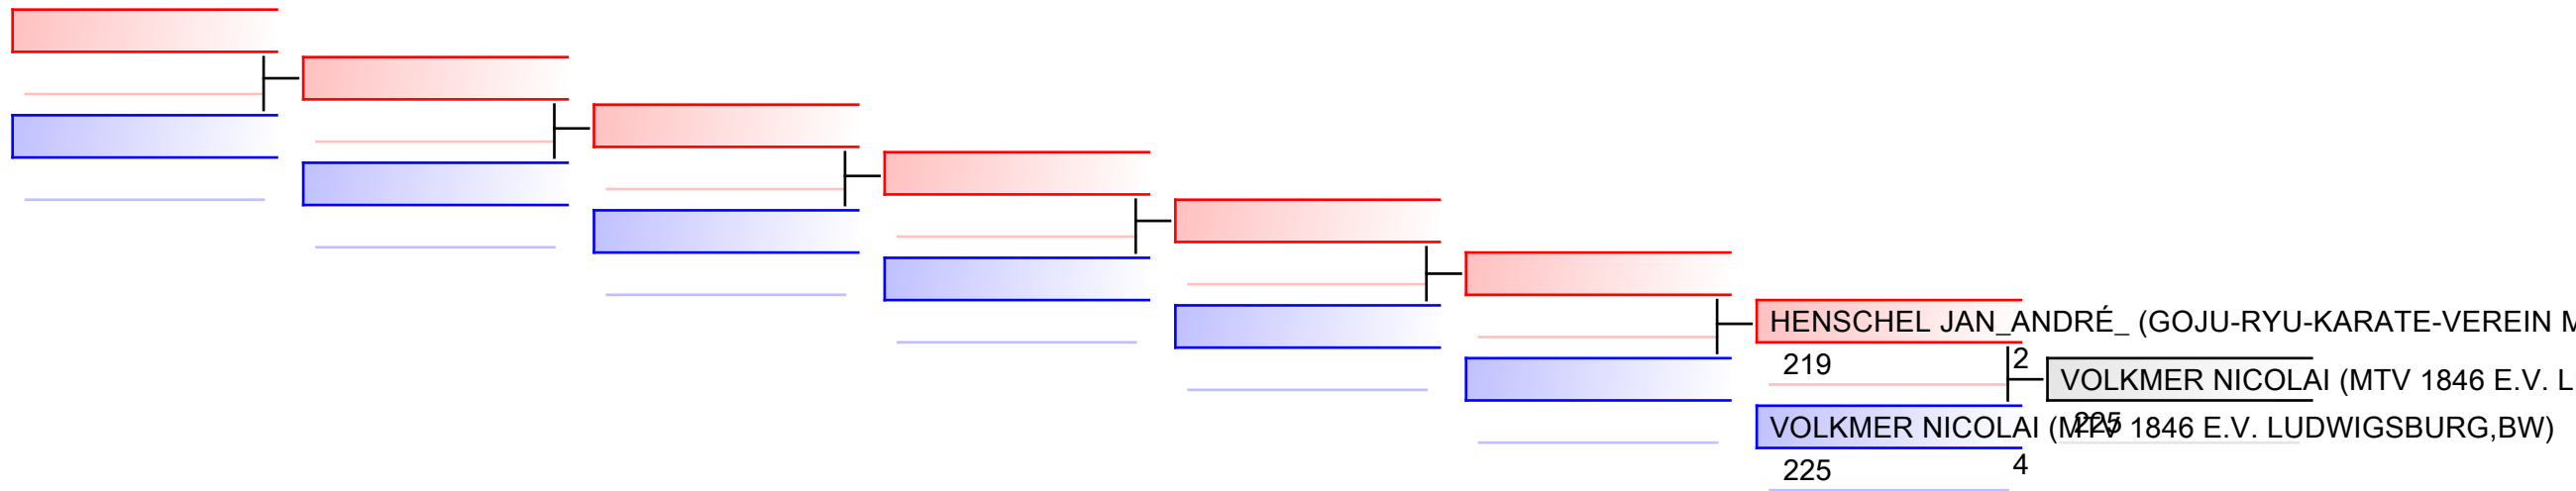 HENSCHEL JAN_ANDRÉ_ (GOJU-RYU-KARATE-VEREIN
219
2
VOLKMER NICOLAI (MTV 1846 E.V. L
225
VOLKMER NICOLAI (MTV 1846 E.V. LUDWIGSBURG,BW)
225
4